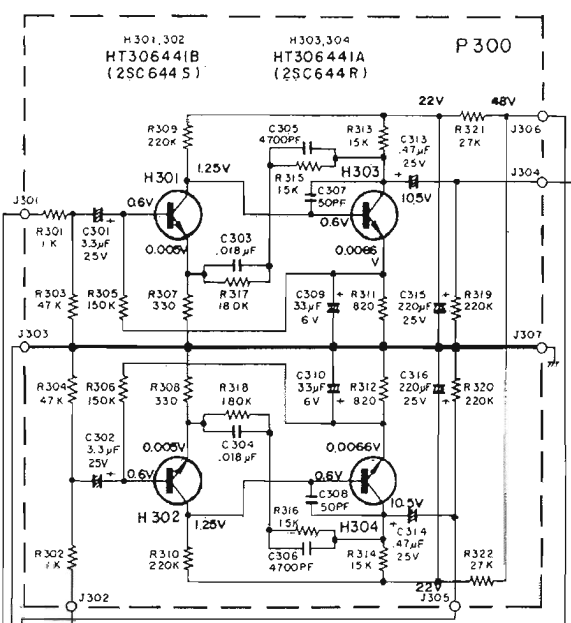 H301,302
HT306441B
(2SC644S)
H303,304
HT306441A
(2SC644R)
P300
22V
48V
R309
220K
C305
4700PF
R313
15K
C313
.47µF
25V
R321
27K
J306
1.25V
H301
R315
15K
C307
50PF
H303
J304
10.5V
J301
0.6V
0.6V
R301
1K
C301
3.3µF
25V
0.005V
C303
.018µF
0.0066
V
R303
47K
R305
150K
R307
330
R317
180K
C309
33µF
6V
R311
820
C315
220µF
25V
R319
220K
J303
J307
R304
47K
R306
150K
R308
330
R318
180K
C310
33µF
6V
R312
820
C316
220µF
25V
R320
220K
C302
3.3µF
25V
0.005V
C304
.018µF
0.0066V
0.6V
0.6V
H302
1.25V
C308
50PF
10.5V
R316
15K
H304
C314
.47µF
25V
R302
1K
R310
220K
C306
4700PF
R314
15K
R322
27K
22V
J302
J305